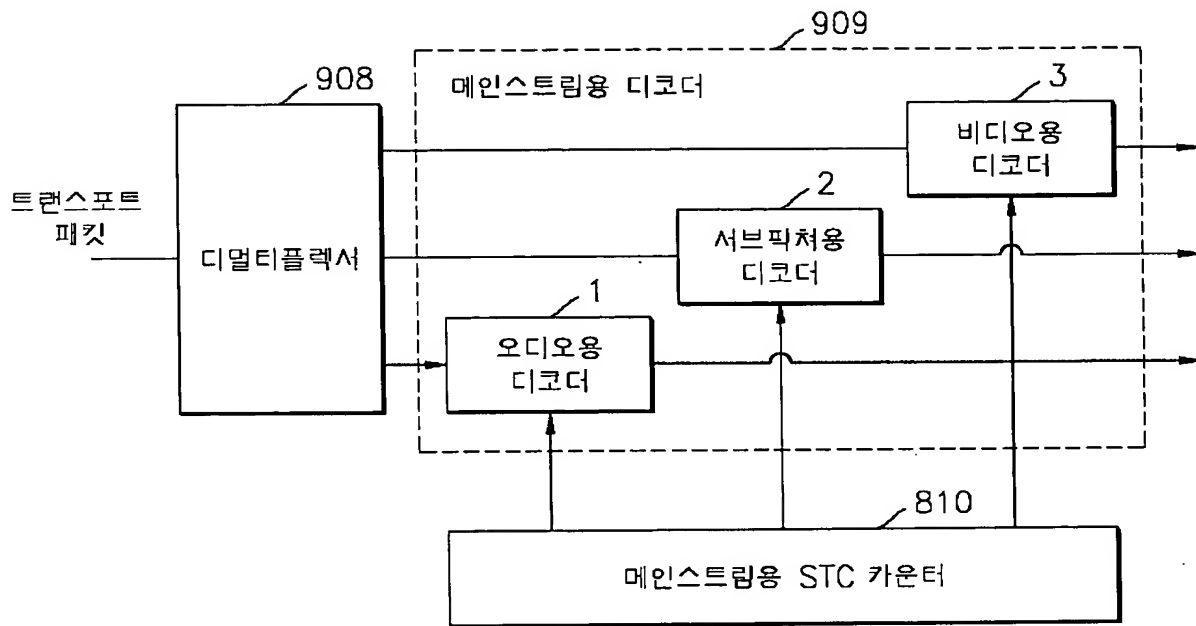 909
908
메인스트림용 디코더
3
비디오용
디코더
트랜스포트
패킷
디멀티플렉서
2
서브픽쳐용
디코더
1
오디오용
디코더
810
메인스트림용 STC 카운터